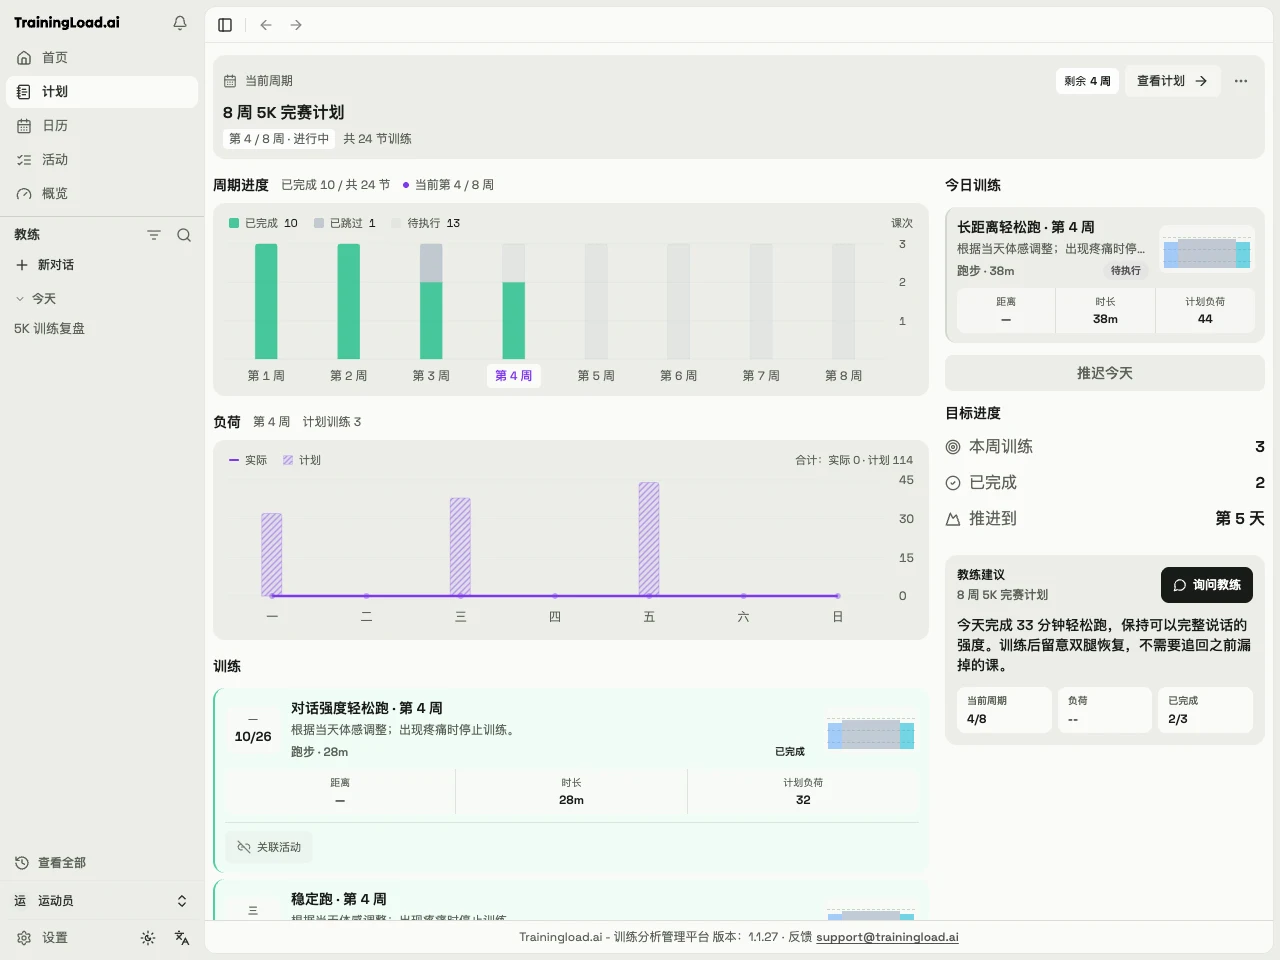 TrainingLoad.ai
首页
计划
日历
活动
概览
教练
新对话
今天
5K 训练复盘
查看全部
运 运动员
设置
当前周期
剩余 4 周
查看计划
8 周 5K 完赛计划
第 4 / 8 周 · 进行中 共 24 节训练
周期进度 已完成 10 / 共 24 节 当前第 4 / 8 周
已完成 10 已跳过 1 待执行 13 课次
3
2
1
第 1 周 第 2 周 第 3 周 第 4 周 第 5 周 第 6 周 第 7 周 第 8 周
负荷 第 4 周 计划训练 3
实际 计划 合计：实际 0 · 计划 114
45
30
15
0
一 二 三 四 五 六 日
训练
一
10/26
对话强度轻松跑 · 第 4 周
根据当天体感调整；出现疼痛时停止训练。
跑步 · 28m 已完成
距离 时长 计划负荷
— 28m 32
关联活动
三
稳定跑 · 第 4 周
根据当天体感调整；出现疼痛时停止训练。
今日训练
长距离轻松跑 · 第 4 周
根据当天体感调整；出现疼痛时停...
跑步 · 38m 待执行
距离 时长 计划负荷
— 38m 44
推迟今天
目标进度
本周训练 3
已完成 2
推进到 第 5 天
教练建议
8 周 5K 完赛计划
询问教练
今天完成 33 分钟轻松跑，保持可以完整说话的
强度。训练后留意双腿恢复，不需要追回之前漏
掉的课。
当前周期 负荷 已完成
4/8 -- 2/3
Trainingload.ai - 训练分析管理平台 版本：1.1.27 · 反馈 support@trainingload.ai